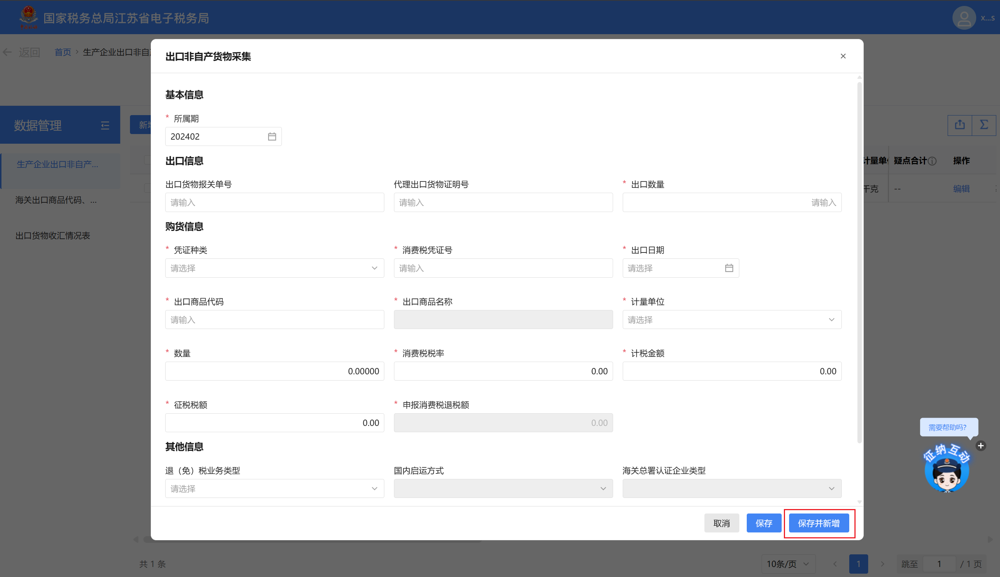 国家税务总局江苏省电子税务局
x...s
返回
首页 > 生产企业出口非自
出口非自产货物采集
基本信息
* 所属期
202402
出口信息
出口货物报关单号
代理出口货物证明号
* 出口数量
请输入
请输入
请输入
购货信息
* 凭证种类
* 消费税凭证号
* 出口日期
请选择
请输入
请选择
* 出口商品代码
* 出口商品名称
* 计量单位
请输入
请选择
* 数量
* 消费税税率
* 计税金额
0.00000
0.00
0.00
* 征税税额
* 申报消费税退税额
0.00
0.00
其他信息
退（免）税业务类型
国内启运方式
海关总署认证企业类型
请选择
取消
保存
保存并新增
数据管理
新增
生产企业出口非自产...
海关出口商品代码、...
出口货物收汇情况表
计量单位
疑点合计
操作
千克
--
编辑
需要帮助吗?
征纳互动
共 1 条
10条/页
1
跳至
1
/ 1 页